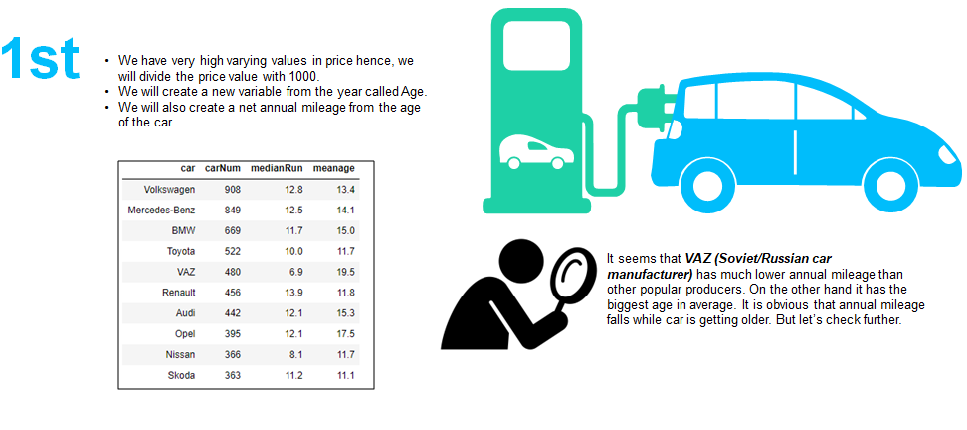 1st
• We have very high varying values in price hence, we
will divide the price value with 1000.
• We will create a new variable from the year called Age.
• We will also create a net annual mileage from the age
of the car
car carNum medianRun meanage
Volkswagen 908 12.8 13.4
Mercedes-Benz 849 12.5 14.1
BMW 669 11.7 15.0
Toyota 522 10.0 11.7
VAZ 480 6.9 19.5
Renault 456 13.9 11.8
Audi 442 12.1 15.3
Opel 395 12.1 17.5
Nissan 366 8.1 11.7
Skoda 363 11.2 11.1
It seems that VAZ (Soviet/Russian car
manufacturer) has much lower annual mileage than
other popular producers. On the other hand it has the
biggest age in average. It is obvious that annual mileage
falls while car is getting older. But let's check further.